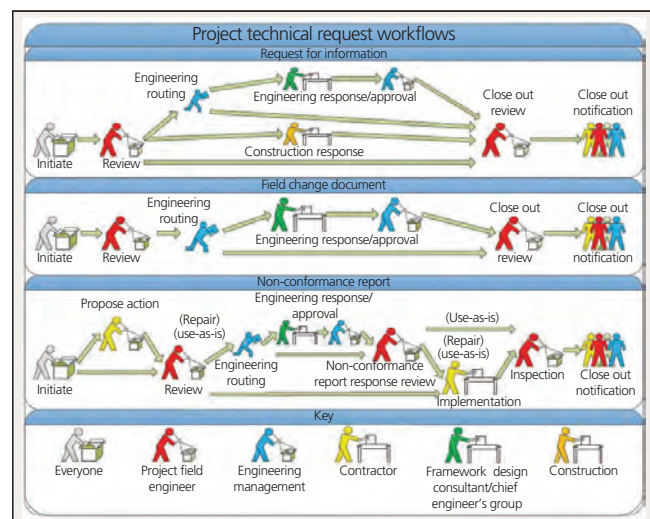 Project technical request workflows
Request for information
Engineering
routing
Engineering response/approval
Close out
review
Close out
notification
Initiate
Review
Construction response
Field change document
Engineering
routing
Close out
review
Close out
notification
Initiate
Review
Engineering response/approval
Non-conformance report
Propose action
(Repair)
(use-as-is)
Engineering response/
approval
(Use-as-is)
(Repair)
(use-as-is)
Initiate
Review
Engineering
routing
Non-conformance
report response review
Implementation
Inspection
Close out
notification
Key
Everyone
Project field
engineer
Engineering
management
Contractor
Framework design
consultant/chief
engineer's group
Construction